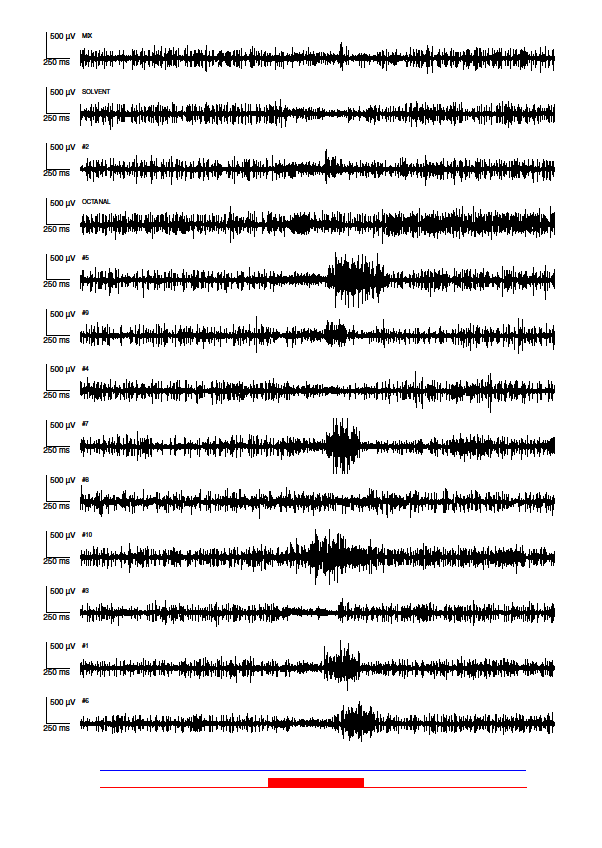 500 µV MIX
250 ms
500 µV SOLVENT
250 ms
500 µV #2
250 ms
500 µV OCTANAL
250 ms
500 µV #5
250 ms
500 µV #9
250 ms
500 µV #4
250 ms
500 µV #7
250 ms
500 µV #8
250 ms
500 µV #10
250 ms
500 µV #3
250 ms
500 µV #1
250 ms
500 µV #6
250 ms